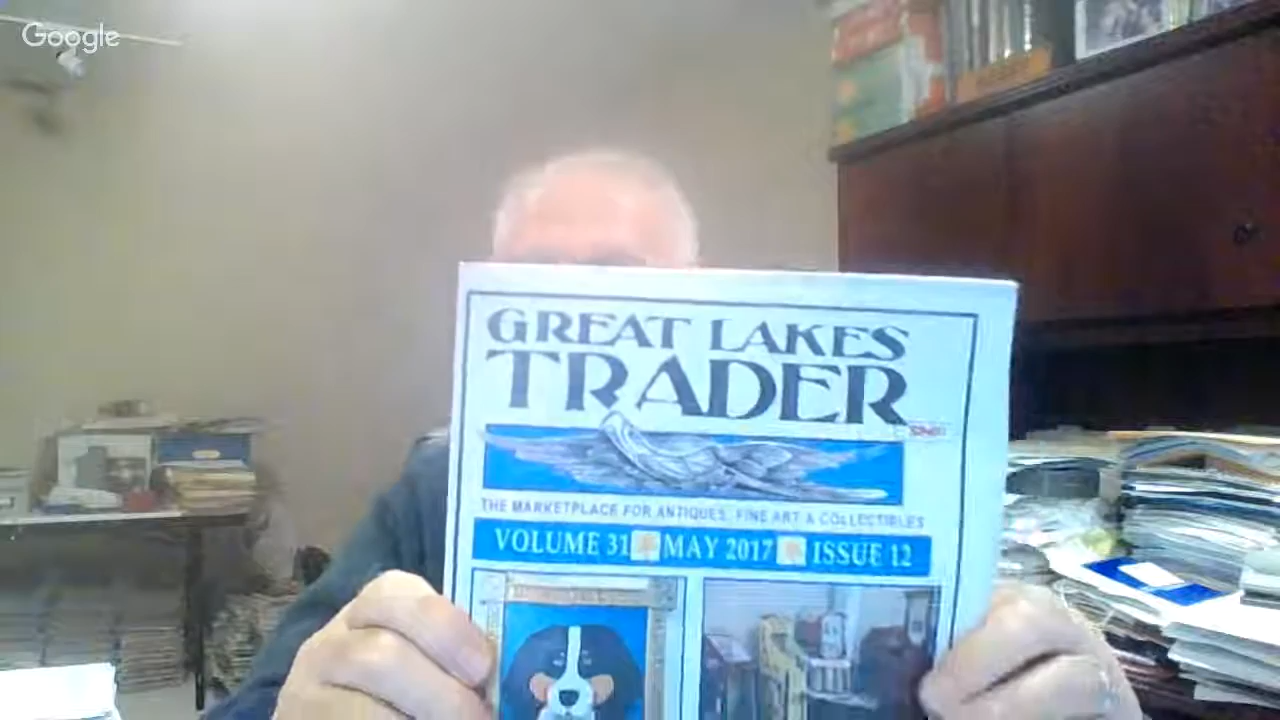 Google
GREAT LAKES
TRADER
THE MARKETPLACE FOR ANTIQUES, FINE ART & COLLECTIBLES
VOLUME 31 MAY 2017 ISSUE 12